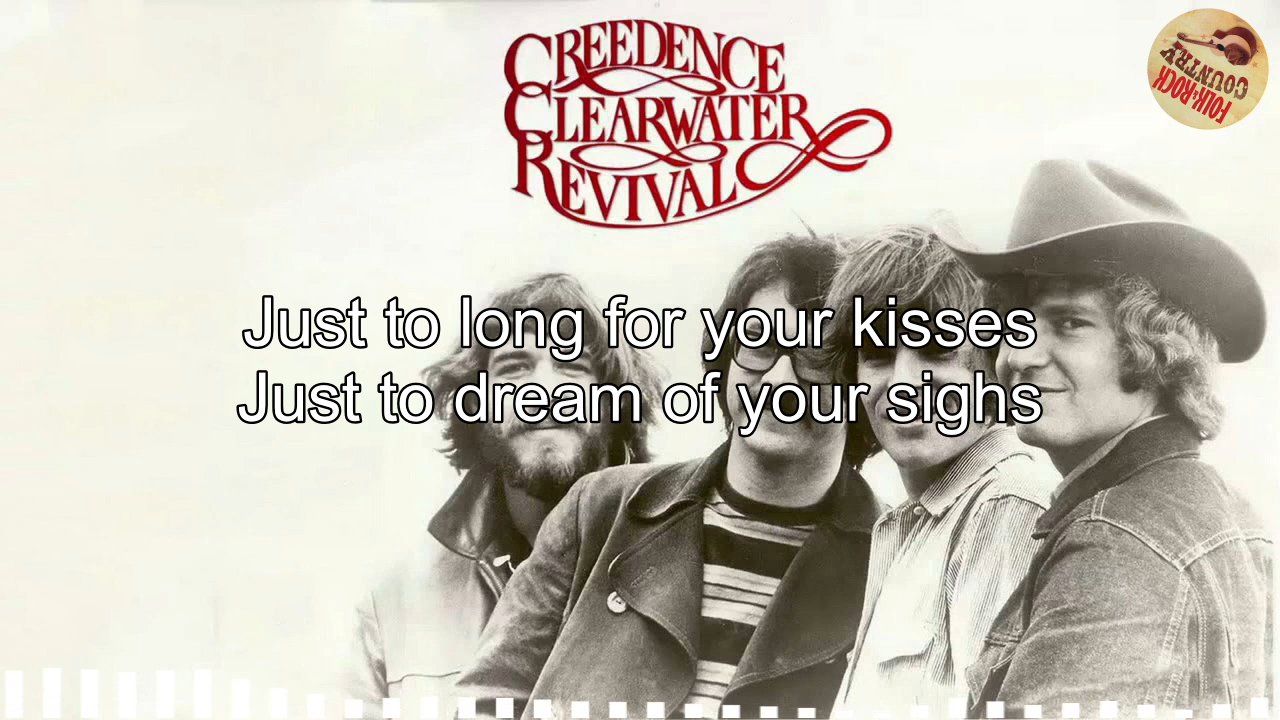 CREEDENCE
CLEARWATER
REVIVAL
FOLK & ROCK
COUNTRY
Just to long for your kisses
Just to dream of your sighs